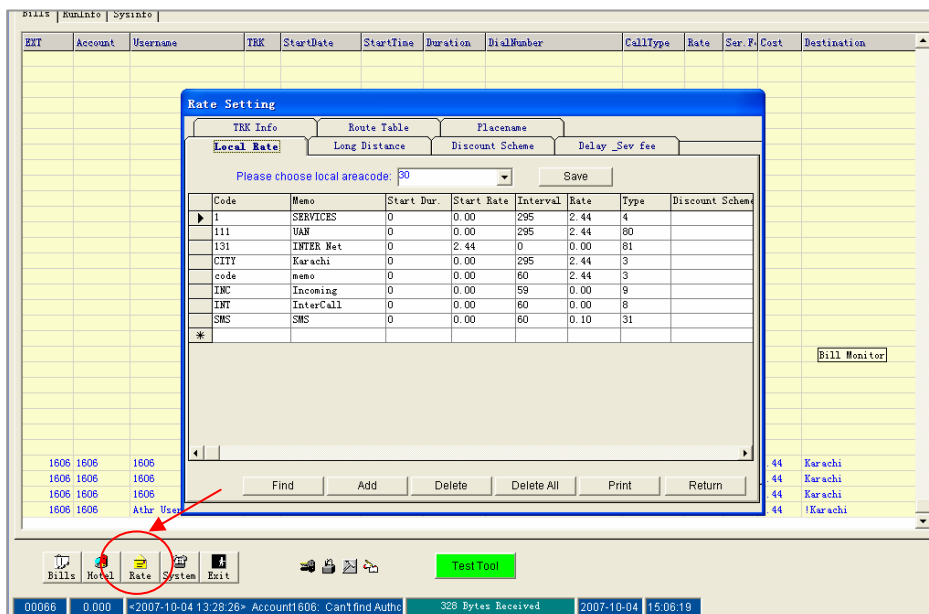 Bills | RunInfo | Sysinfo |
EXT Account Username TRK StartDate StartTime Duration DialNumber CallType Rate Ser.F Cost Destination
Rate Setting
TRK Info Route Table Placename
Local Rate Long Distance Discount Scheme Delay _Sev fee
Please choose local areacode: 30 Save
Code Memo Start Dur. Start Rate Interval Rate Type Discount Scheme
1 SERVICES 0 0.00 295 2.44 4
111 UAN 0 0.00 295 2.44 80
131 INTER Net 0 2.44 0 0.00 81
CITY Karachi 0 0.00 295 2.44 3
code memo 0 0.00 60 2.44 3
INC Incoming 0 0.00 59 0.00 9
INT InterCall 0 0.00 60 0.00 8
SMS SMS 0 0.00 60 0.10 31
Bill Monitor
1606 1606 1606 .44 Karachi
1606 1606 1606 .44 Karachi
1606 1606 1606 .44 Karachi
1606 1606 Athr User .44 !Karachi
Find Add Delete Delete All Print Return
Bills Hotel Rate System Exit Test Tool
00066 0.000 <2007-10-04 13:28:26> Account1606: Can't find Authc 328 Bytes Received 2007-10-04 15:06:19